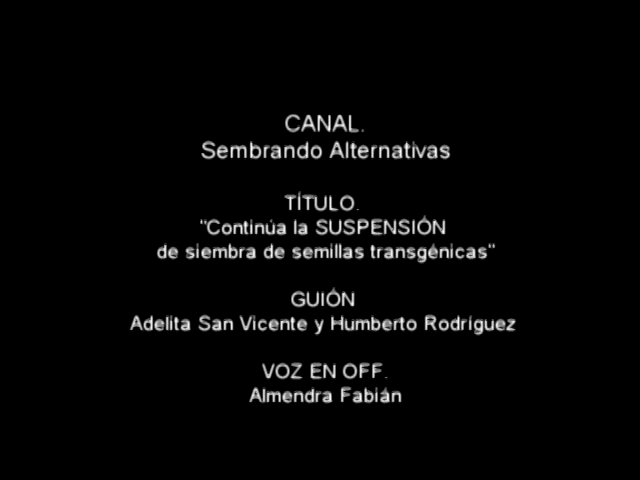 CANAL.
Sembrando Alternativas
TÍTULO.
"Continúa la SUSPENSIÓN
de siembra de semillas transgénicas"
GUIÓN
Adelita San Vicente y Humberto Rodríguez
VOZ EN OFF.
Almendra Fabián